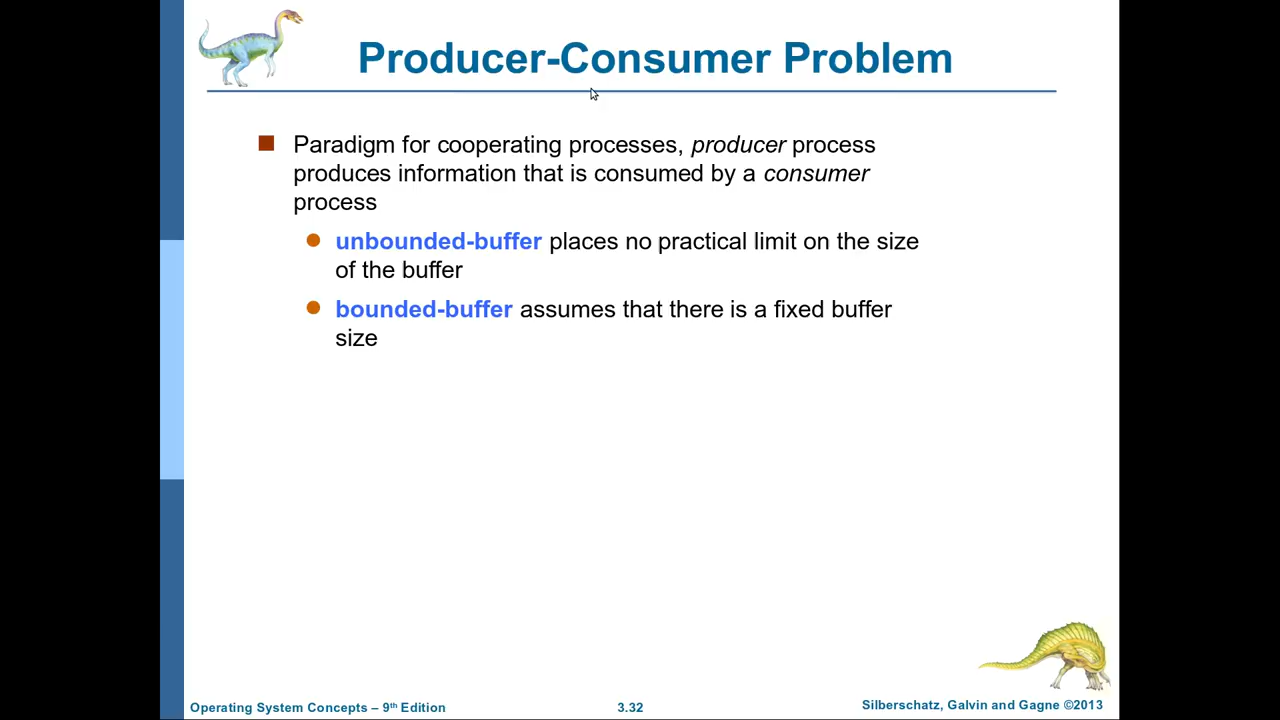 Producer-Consumer Problem
Paradigm for cooperating processes, producer process
produces information that is consumed by a consumer
process
unbounded-buffer places no practical limit on the size
of the buffer
bounded-buffer assumes that there is a fixed buffer
size
Operating System Concepts – 9th Edition
3.32
Silberschatz, Galvin and Gagne ©2013